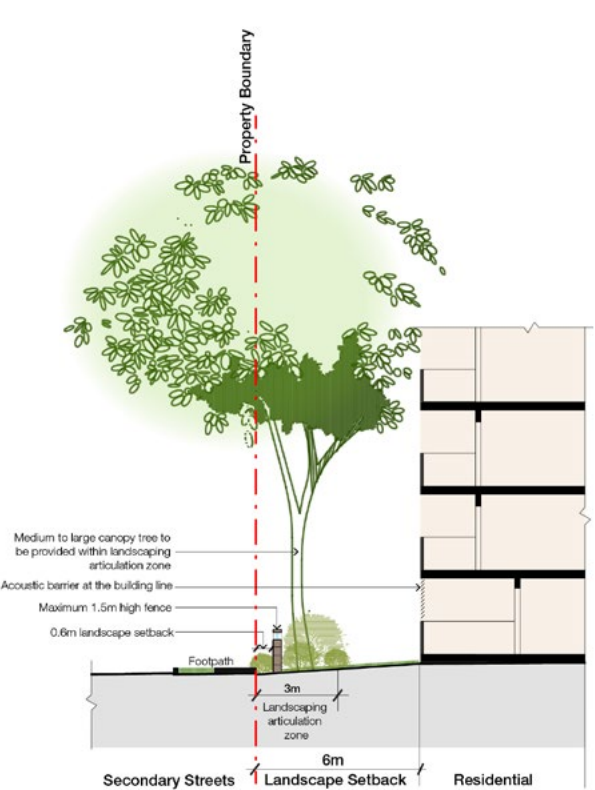 Property Boundary
Medium to large canopy tree to
be provided within landscaping
articulation zone
Acoustic barrier at the building line
Maximum 1.5m high fence
0.6m landscape setback
Footpath
3m
Landscaping
articulation
zone
6m
Secondary Streets
Landscape Setback
Residential